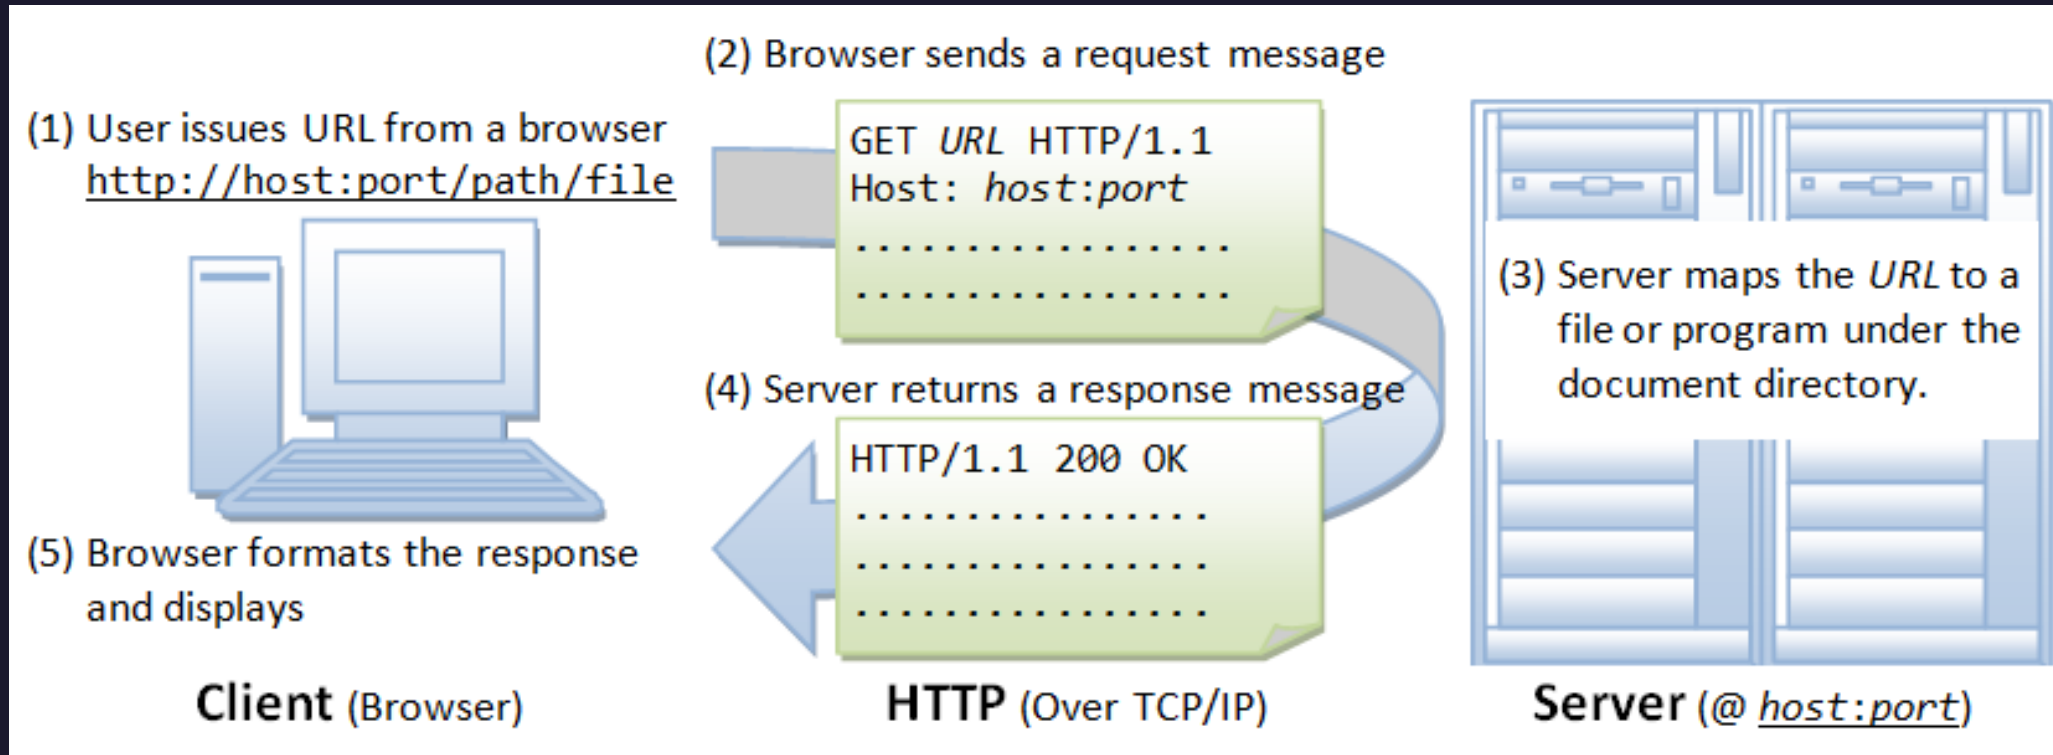 (1) User issues URL from a browser
http://host:port/path/file
(2) Browser sends a request message
GET URL HTTP/1.1
Host: host:port
..................
..................
(3) Server maps the URL to a
file or program under the
document directory.
(4) Server returns a response message
HTTP/1.1 200 OK
................
................
................
(5) Browser formats the response
and displays
Client (Browser)
HTTP (Over TCP/IP)
Server (@ host:port)